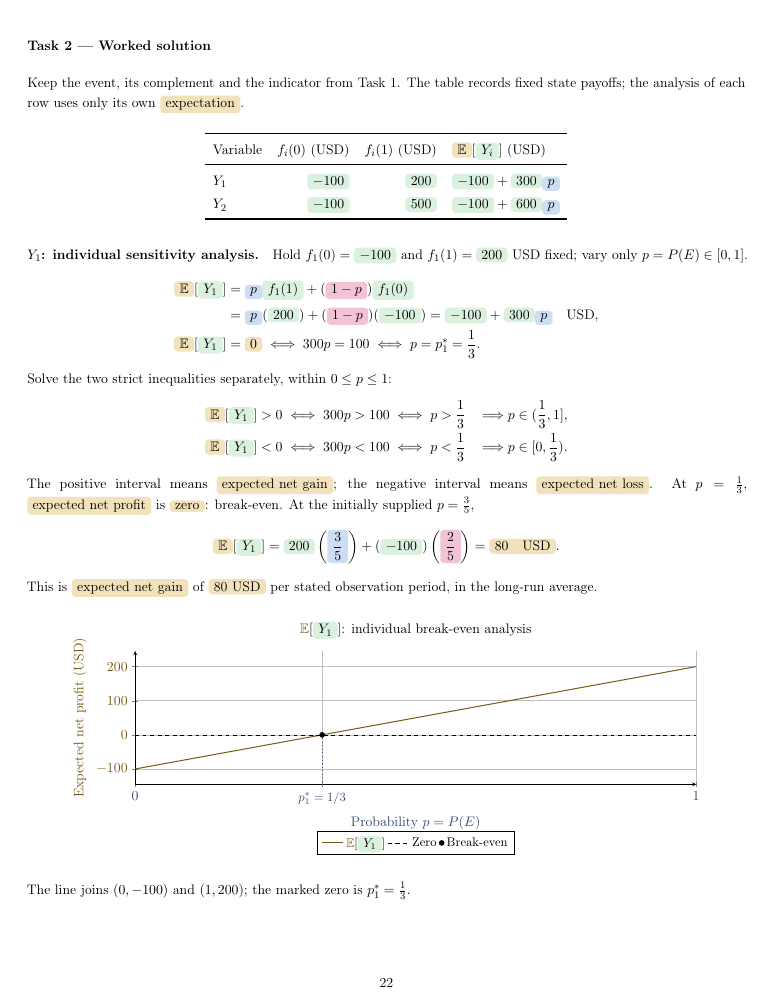 Task 2 — Worked solution
Keep the event, its complement and the indicator from Task 1. The table records fixed state payoffs; the analysis of each
row uses only its own expectation.
Variable f_i(0) (USD) f_i(1) (USD) 𝔼[Y_i] (USD)
Y_1 −100 200 −100 + 300p
Y_2 −100 500 −100 + 600p
Y_1: individual sensitivity analysis. Hold f_1(0) = −100 and f_1(1) = 200 USD fixed; vary only p = P(E) ∈ [0, 1].
𝔼[Y_1] = p f_1(1) + (1 − p) f_1(0)
= p(200) + (1 − p)(−100) = −100 + 300p USD,
𝔼[Y_1] = 0 ⟺ 300p = 100 ⟺ p = p_1^* = 1/3.
Solve the two strict inequalities separately, within 0 ≤ p ≤ 1:
𝔼[Y_1] > 0 ⟺ 300p > 100 ⟺ p > 1/3 ⟹ p ∈ (1/3, 1],
𝔼[Y_1] < 0 ⟺ 300p < 100 ⟺ p < 1/3 ⟹ p ∈ [0, 1/3).
The positive interval means expected net gain; the negative interval means expected net loss. At p = 1/3,
expected net profit is zero: break-even. At the initially supplied p = 3/5,
𝔼[Y_1] = 200 (3/5) + (−100) (2/5) = 80 USD.
This is expected net gain of 80 USD per stated observation period, in the long-run average.
𝔼[Y_1]: individual break-even analysis
Expected net profit (USD)
200
100
0
−100
0 p_1^* = 1/3 1
Probability p = P(E)
𝔼[Y_1] Zero Break-even
The line joins (0, −100) and (1, 200); the marked zero is p_1^* = 1/3.
22